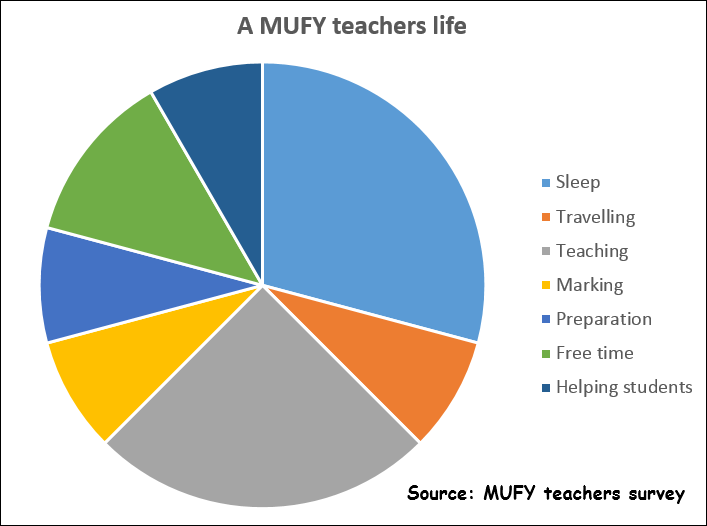 A MUFY teachers life
Sleep
Travelling
Teaching
Marking
Preparation
Free time
Helping students
Source: MUFY teachers survey